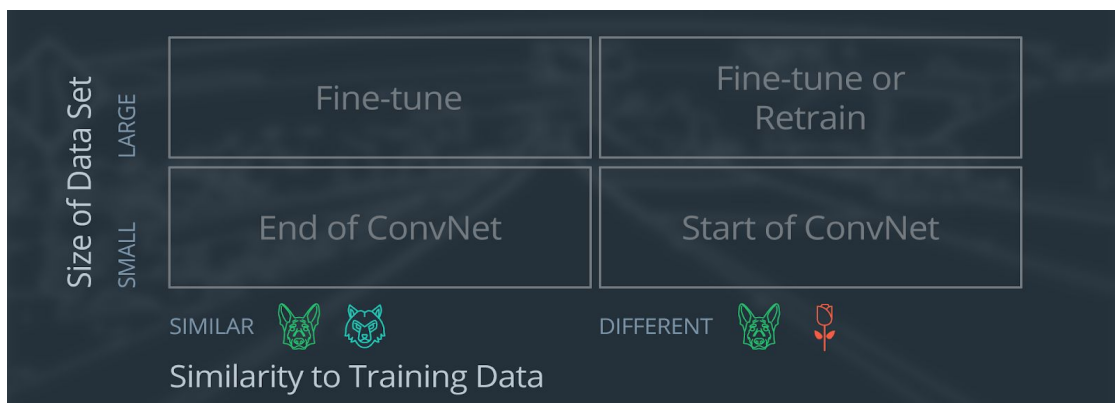 Size of Data Set
LARGE
SMALL
Fine-tune
Fine-tune or
Retrain
End of ConvNet
Start of ConvNet
SIMILAR
DIFFERENT
Similarity to Training Data